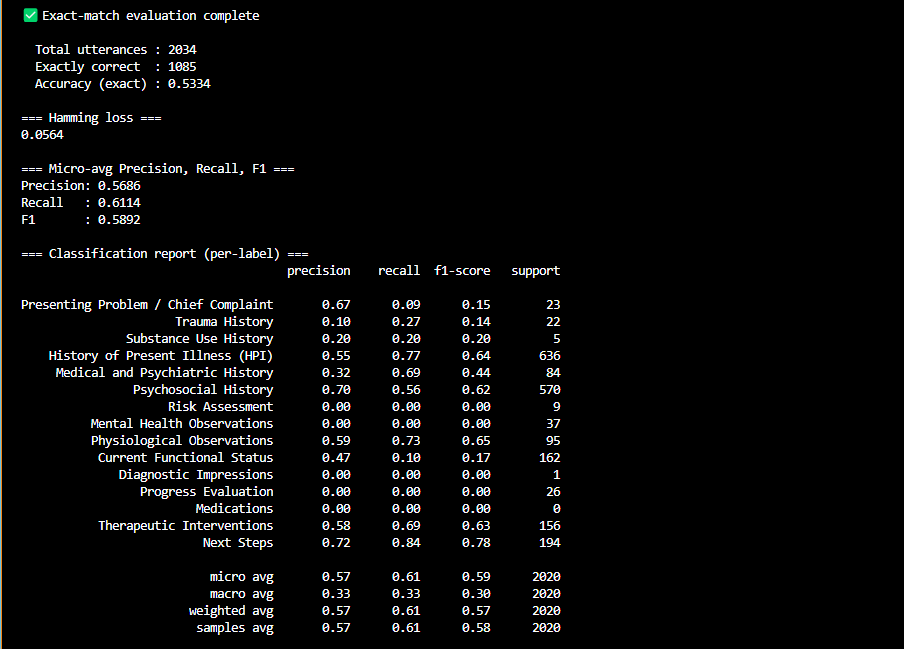 ✅ Exact-match evaluation complete
Total utterances : 2034
Exactly correct  : 1085
Accuracy (exact) : 0.5334
=== Hamming loss ===
0.0564
=== Micro-avg Precision, Recall, F1 ===
Precision: 0.5686
Recall   : 0.6114
F1       : 0.5892
=== Classification report (per-label) ===
precision    recall  f1-score   support
Presenting Problem / Chief Complaint       0.67      0.09      0.15        23
Trauma History       0.10      0.27      0.14        22
Substance Use History       0.20      0.20      0.20         5
History of Present Illness (HPI)       0.55      0.77      0.64       636
Medical and Psychiatric History       0.32      0.69      0.44        84
Psychosocial History       0.70      0.56      0.62       570
Risk Assessment       0.00      0.00      0.00         9
Mental Health Observations       0.00      0.00      0.00        37
Physiological Observations       0.59      0.73      0.65        95
Current Functional Status       0.47      0.10      0.17       162
Diagnostic Impressions       0.00      0.00      0.00         1
Progress Evaluation       0.00      0.00      0.00        26
Medications       0.00      0.00      0.00         0
Therapeutic Interventions       0.58      0.69      0.63       156
Next Steps       0.72      0.84      0.78       194
micro avg       0.57      0.61      0.59      2020
macro avg       0.33      0.33      0.30      2020
weighted avg       0.57      0.61      0.57      2020
samples avg       0.57      0.61      0.58      2020